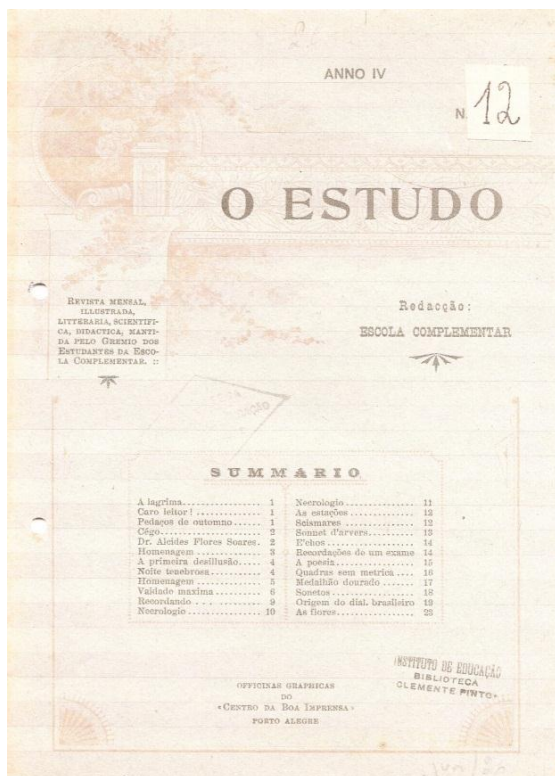 ANNO IV
N. 12
O ESTUDO
REVISTA MENSAL,
ILLUSTRADA,
LITTERARIA, SCIENTIFI-
CA, DIDACTICA, MANTI-
DA PELO GREMIO DOS
ESTUDANTES DA ESCO-
LA COMPLEMENTAR. ::
Redacção:
ESCOLA COMPLEMENTAR
SUMMARIO
A lagrima................ 1
Caro leitor!............. 1
Pedaços de outomno...... 1
Cégo.................... 2
Dr. Alcides Flores Soares. 2
Homenagem .............. 3
A primeira desillusão.... 4
Noite tenebrosa.......... 4
Homenagem .............. 5
Vaidade maxima ......... 6
Recordando . . . ....... 9
Necrologio .............. 10
Necrologio .............. 11
As estações.............. 12
Scismares ............... 12
Sonnet d'arvers.......... 13
E'chos .................. 14
Recordações de um exame 14
A poesia................. 15
Quadras sem metrica .... 16
Medalhão dourado ....... 17
Sonetos ................. 18
Origem do dial. brasileiro 19
As flores................ 23
INSTITUTO DE EDUCAÇÃO
BIBLIOTECA
CLEMENTE PINTO
OFFICINAS GRAPHICAS
DO
«CENTRO DA BOA IMPRENSA»
PORTO ALEGRE